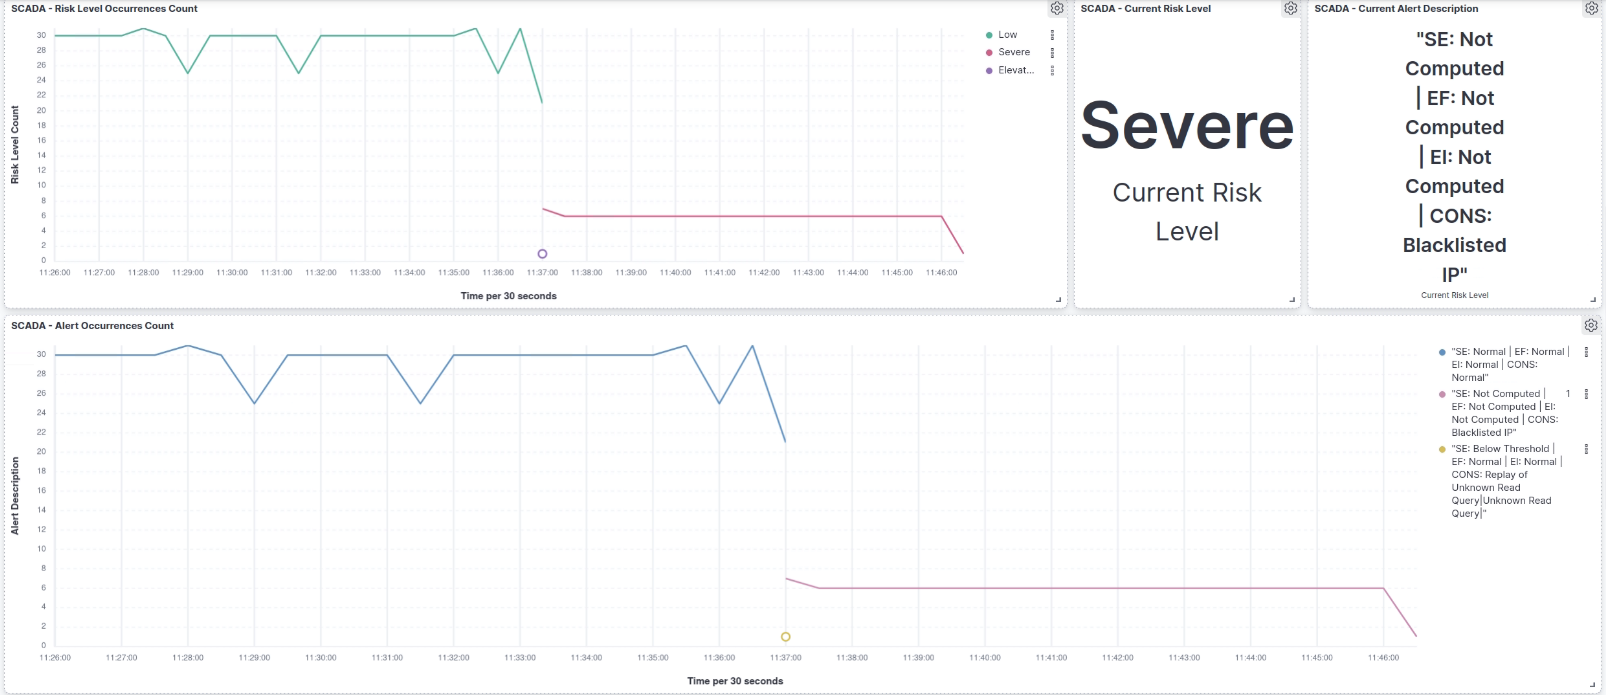 SCADA - Risk Level Occurrences Count
Risk Level Count
30
28
26
24
22
20
18
16
14
12
10
8
6
4
2
0
11:26:00 11:27:00 11:28:00 11:29:00 11:30:00 11:31:00 11:32:00 11:33:00 11:34:00 11:35:00 11:36:00 11:37:00 11:38:00 11:39:00 11:40:00 11:41:00 11:42:00 11:43:00 11:44:00 11:45:00 11:46:00
Time per 30 seconds
Low
Severe
Elevat...
SCADA - Current Risk Level
Severe
Current Risk
Level
SCADA - Current Alert Description
"SE: Not
Computed
| EF: Not
Computed
| EI: Not
Computed
| CONS:
Blacklisted
IP"
Current Risk Level
SCADA - Alert Occurrences Count
Alert Description
30
28
26
24
22
20
18
16
14
12
10
8
6
4
2
0
11:26:00 11:27:00 11:28:00 11:29:00 11:30:00 11:31:00 11:32:00 11:33:00 11:34:00 11:35:00 11:36:00 11:37:00 11:38:00 11:39:00 11:40:00 11:41:00 11:42:00 11:43:00 11:44:00 11:45:00 11:46:00
Time per 30 seconds
"SE: Normal | EF: Normal |
EI: Normal | CONS:
Normal"
"SE: Not Computed | 1
EF: Not Computed | EI:
Not Computed | CONS:
Blacklisted IP"
"SE: Below Threshold |
EF: Normal | EI: Normal |
CONS: Replay of
Unknown Read
Query|Unknown Read
Query|"